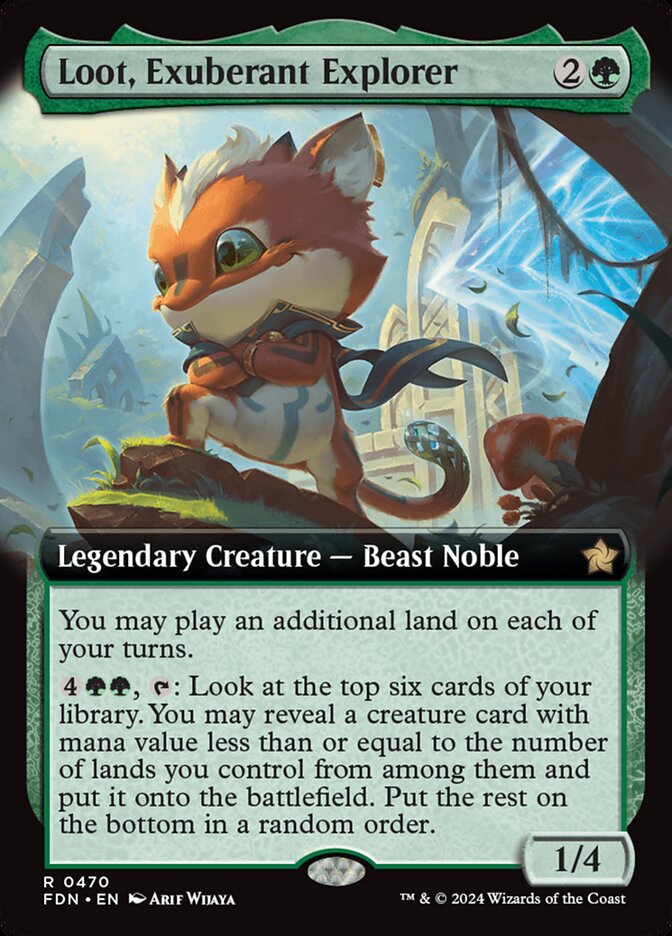 Loot, Exuberant Explorer 2
Legendary Creature — Beast Noble
You may play an additional land on each of
your turns.
4, : Look at the top six cards of your
library. You may reveal a creature card with
mana value less than or equal to the number
of lands you control from among them and
put it onto the battlefield. Put the rest on
the bottom in a random order.
1/4
R 0470
FDN • EN Arif Wijaya
™ & © 2024 Wizards of the Coast